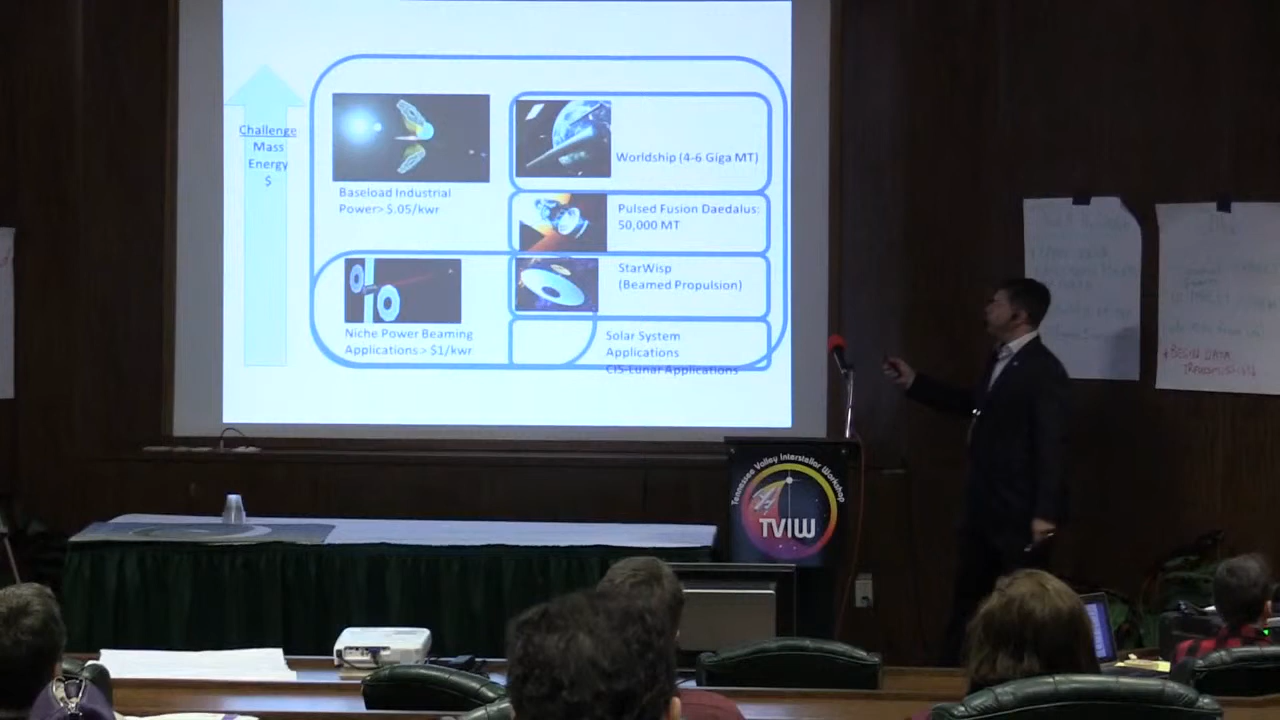 Challenge
Mass
Energy
$
Baseload Industrial
Power> $.05/kwr
Worldship (4-6 Giga MT)
Pulsed Fusion Daedalus:
50,000 MT
StarWisp
(Beamed Propulsion)
Niche Power Beaming
Applications > $1/kwr
Solar System
Applications
CIS-Lunar Applications
Tennessee Valley Interstellar Workshop
TVIW
BEGIN DATA